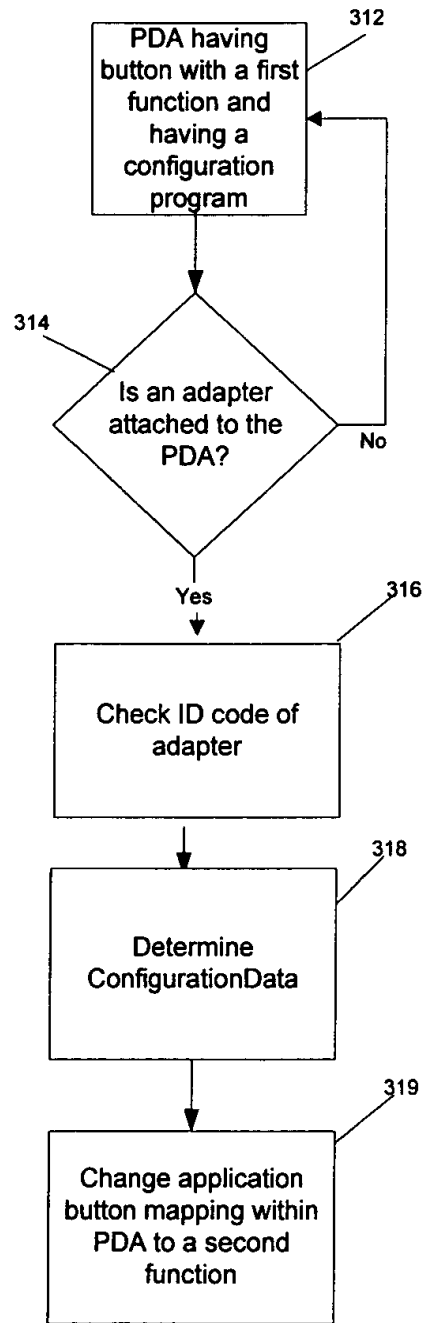 312
PDA having
button with a first
function and
having a
configuration
program
314
Is an adapter
attached to the
PDA?
No
Yes
316
Check ID code of
adapter
318
Determine
ConfigurationData
319
Change application
button mapping within
PDA to a second
function